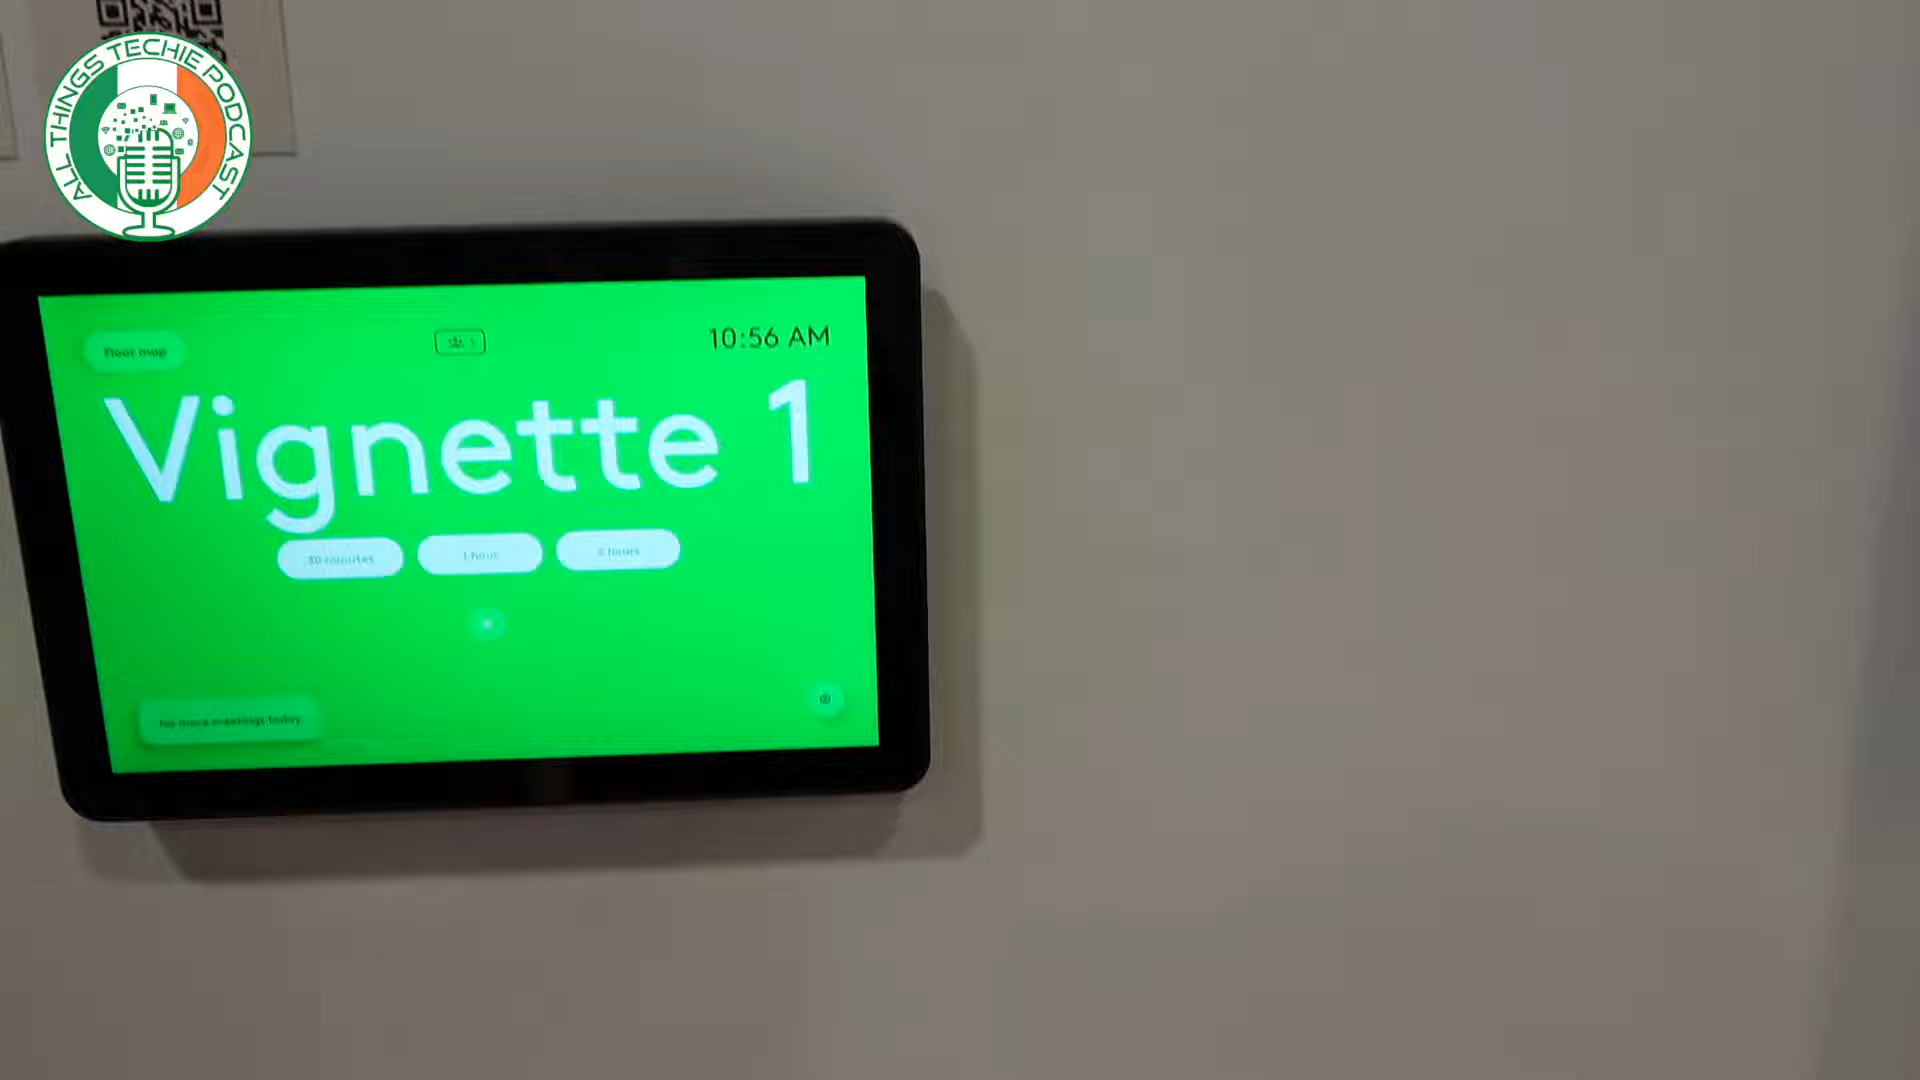 ALL THINGS TECHIE PODCAST
Floor map
10:56 AM
Vignette 1
30 minutes
1 hour
2 hours
No more meetings today